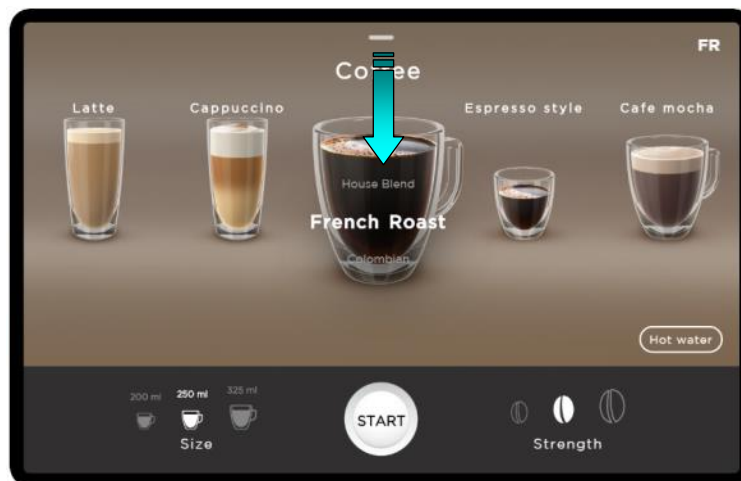 FR
Coffee
Latte
Cappuccino
Espresso style
Cafe mocha
House Blend
French Roast
Colombian
Hot water
200 ml
250 ml
325 ml
START
Size
Strength